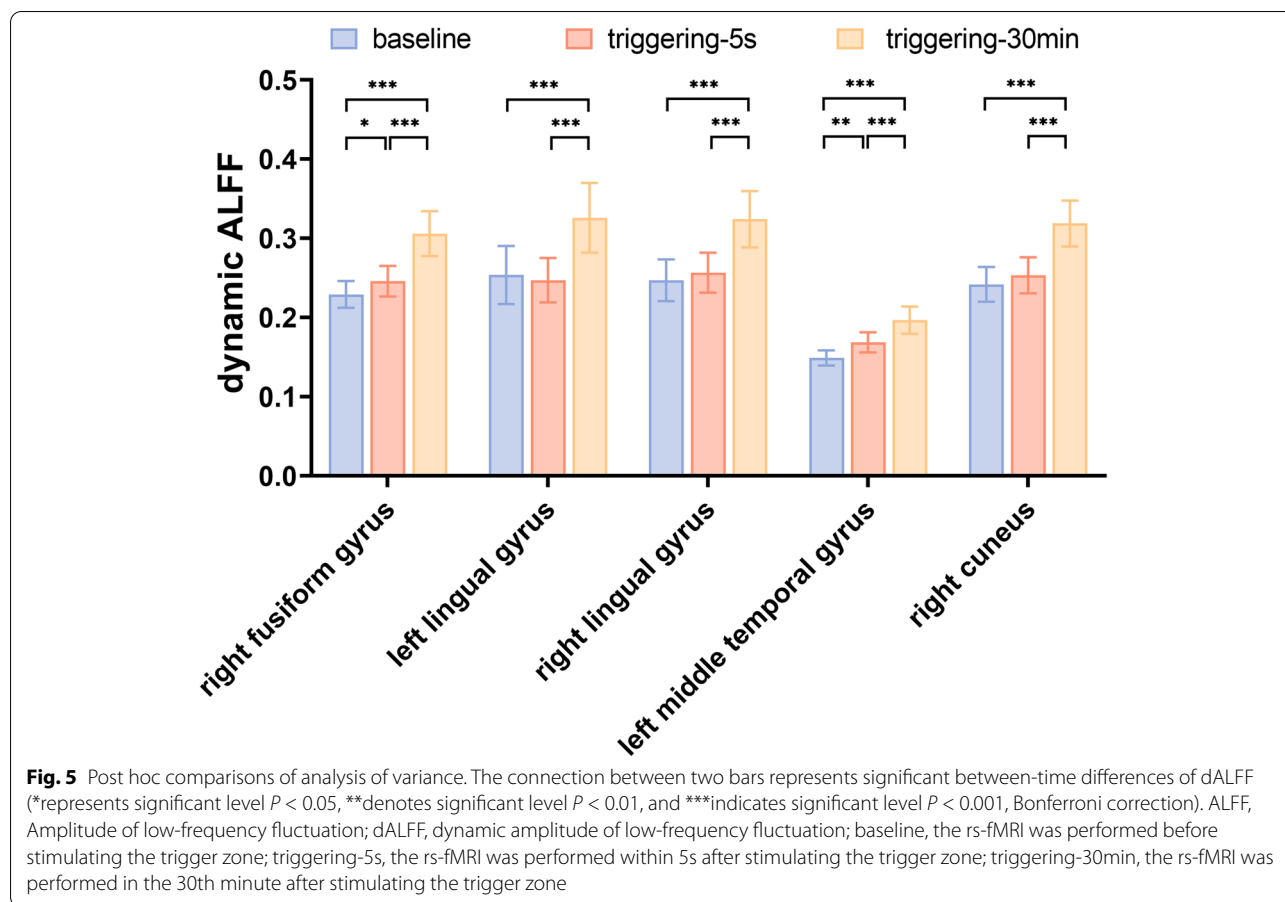 baseline triggering-5s triggering-30min
0.5
0.4
0.3
0.2
0.1
0.0
dynamic ALFF
*** *** *** *** ***
* *** *** *** ** *** ***
right fusiform gyrus
left lingual gyrus
right lingual gyrus
left middle temporal gyrus
right cuneus
Fig. 5 Post hoc comparisons of analysis of variance. The connection between two bars represents significant between-time differences of dALFF
(*represents significant level P < 0.05, **denotes significant level P < 0.01, and ***indicates significant level P < 0.001, Bonferroni correction). ALFF,
Amplitude of low-frequency fluctuation; dALFF, dynamic amplitude of low-frequency fluctuation; baseline, the rs-fMRI was performed before
stimulating the trigger zone; triggering-5s, the rs-fMRI was performed within 5s after stimulating the trigger zone; triggering-30min, the rs-fMRI was
performed in the 30th minute after stimulating the trigger zone